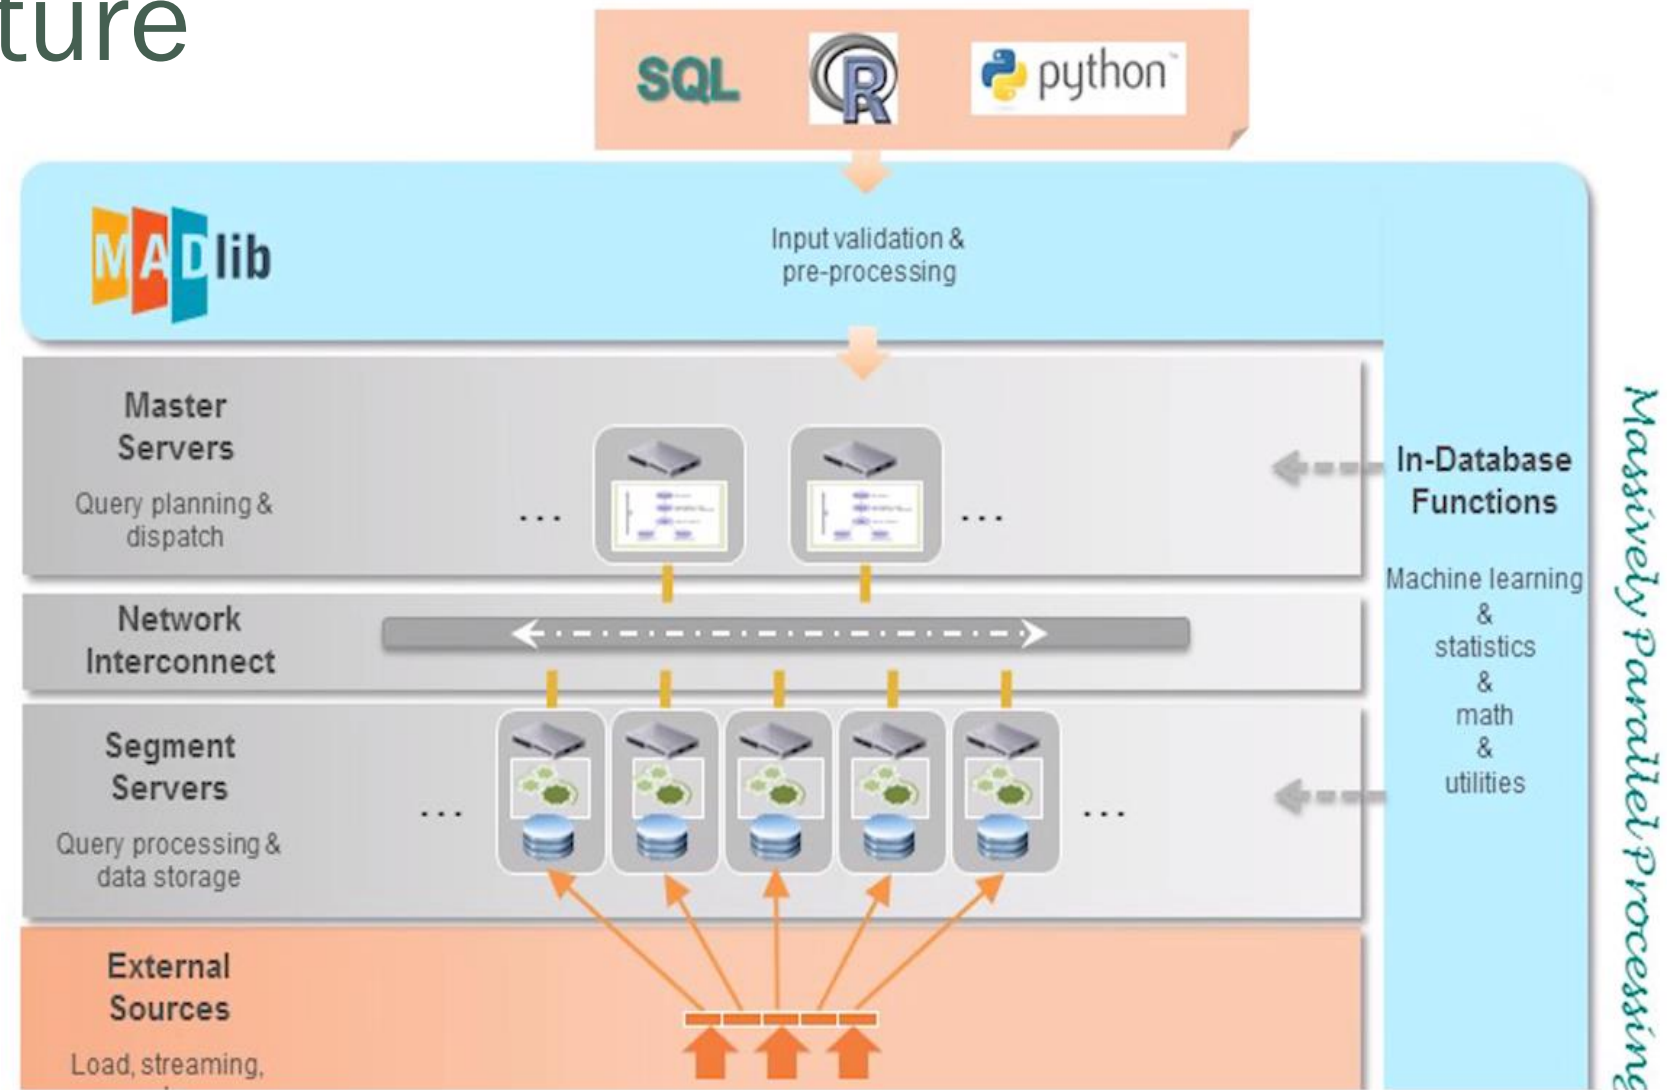 ture
SQL
R
python™
MADlib
Input validation &
pre-processing
Master
Servers
Query planning &
dispatch
...
...
In-Database
Functions
Machine learning
&
statistics
&
math
&
utilities
Network
Interconnect
Segment
Servers
Query processing &
data storage
...
...
External
Sources
Load, streaming,
Massively Parallel Processing